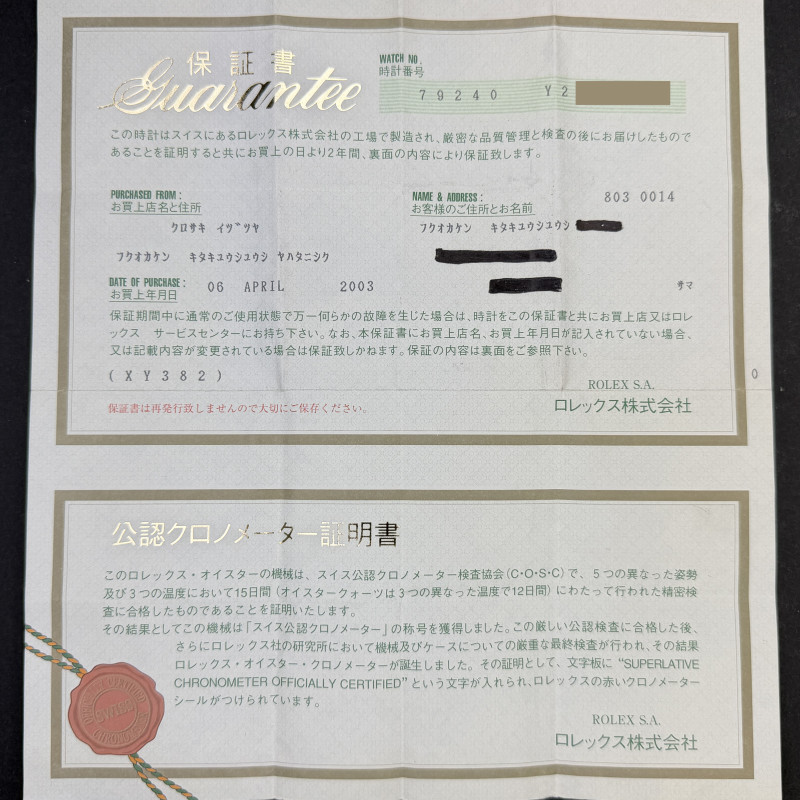 保証書
Guarantee
WATCH NO.
時計番号
79240 Y2
この時計はスイスにあるロレックス株式会社の工場で製造され、厳密な品質管理と検査の後にお届けしたもので
あることを証明すると共にお買上の日より2年間、裏面の内容により保証致します。
PURCHASED FROM :
お買上店名と住所
クロサキ イヅツヤ
フクオカケン キタキユウシユウシ ヤハタニシク
NAME & ADDRESS :
お客様のご住所とお名前
803 0014
フクオカケン キタキユウシユウシ
サマ
DATE OF PURCHASE :
お買上年月日
06 APRIL 2003
保証期間中に通常のご使用状態で万一何らかの故障を生じた場合は、時計をこの保証書と共にお買上店又はロレ
ックス サービスセンターにお持ち下さい。なお、本保証書にお買上店名、お買上年月日が記入されていない場合、
又は記載内容が変更されている場合は保証致しかねます。保証の内容は裏面をご参照下さい。
(XY382)
0
保証書は再発行致しませんので大切にご保存ください。
ROLEX S.A.
ロレックス株式会社
公認クロノメーター証明書
このロレックス・オイスターの機械は、スイス公認クロノメーター検査協会(C・O・S・C)で、5つの異なった姿勢
及び3つの温度において15日間(オイスタークォーツは3つの異なった温度で12日間)にわたって行われた精密検
査に合格したものであることを証明いたします。
その結果としてこの機械は「スイス公認クロノメーター」の称号を獲得しました。この厳しい公認検査に合格した後、
さらにロレックス社の研究所において機械及びケースについての厳重な最終検査が行われ、その結果
ロレックス・オイスター・クロノメーターが誕生しました。その証明として、文字板に“SUPERLATIVE
CHRONOMETER OFFICIALLY CERTIFIED”という文字が入れられ、ロレックスの赤いクロノメーター
シールがつけられています。
ROLEX S.A.
ロレックス株式会社